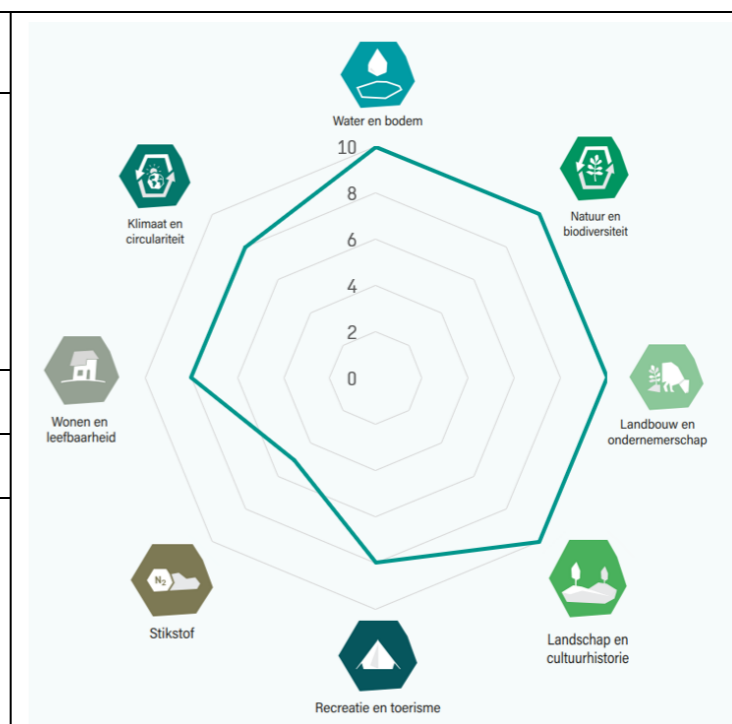 Water en bodem
Natuur en
biodiversiteit
Klimaat en
circulariteit
10
8
6
4
2
0
Wonen en
leefbaarheid
Landbouw en
ondernemerschap
N2
Stikstof
Landschap en
cultuurhistorie
Recreatie en toerisme